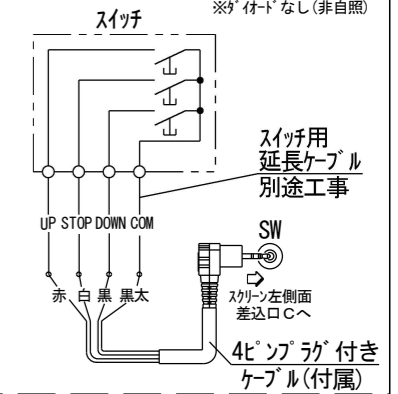 ※ﾀﾞｲｵｰﾄﾞなし(非自照)
ｽｲｯﾁ
ｽｲｯﾁ用
延長ｹｰﾌﾞﾙ
別途工事
UP STOP DOWN COM
SW
赤 白 黒 黒太
ｽｸﾘｰﾝ左側面
差込口Cへ
4ﾋﾟﾝﾌﾟﾗｸﾞ付き
ｹｰﾌﾞﾙ(付属)